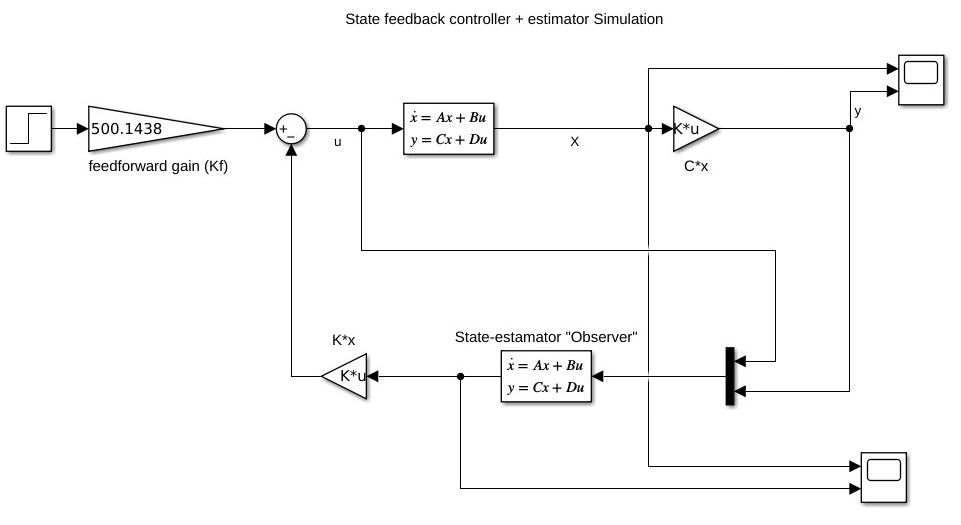 State feedback controller + estimator Simulation
500.1438
feedforward gain (Kf)
+
_
u
ẋ = Ax + Bu
y = Cx + Du
X
K*u
C*x
y
K*x
K*u
State-estamator "Observer"
ẋ = Ax + Bu
y = Cx + Du